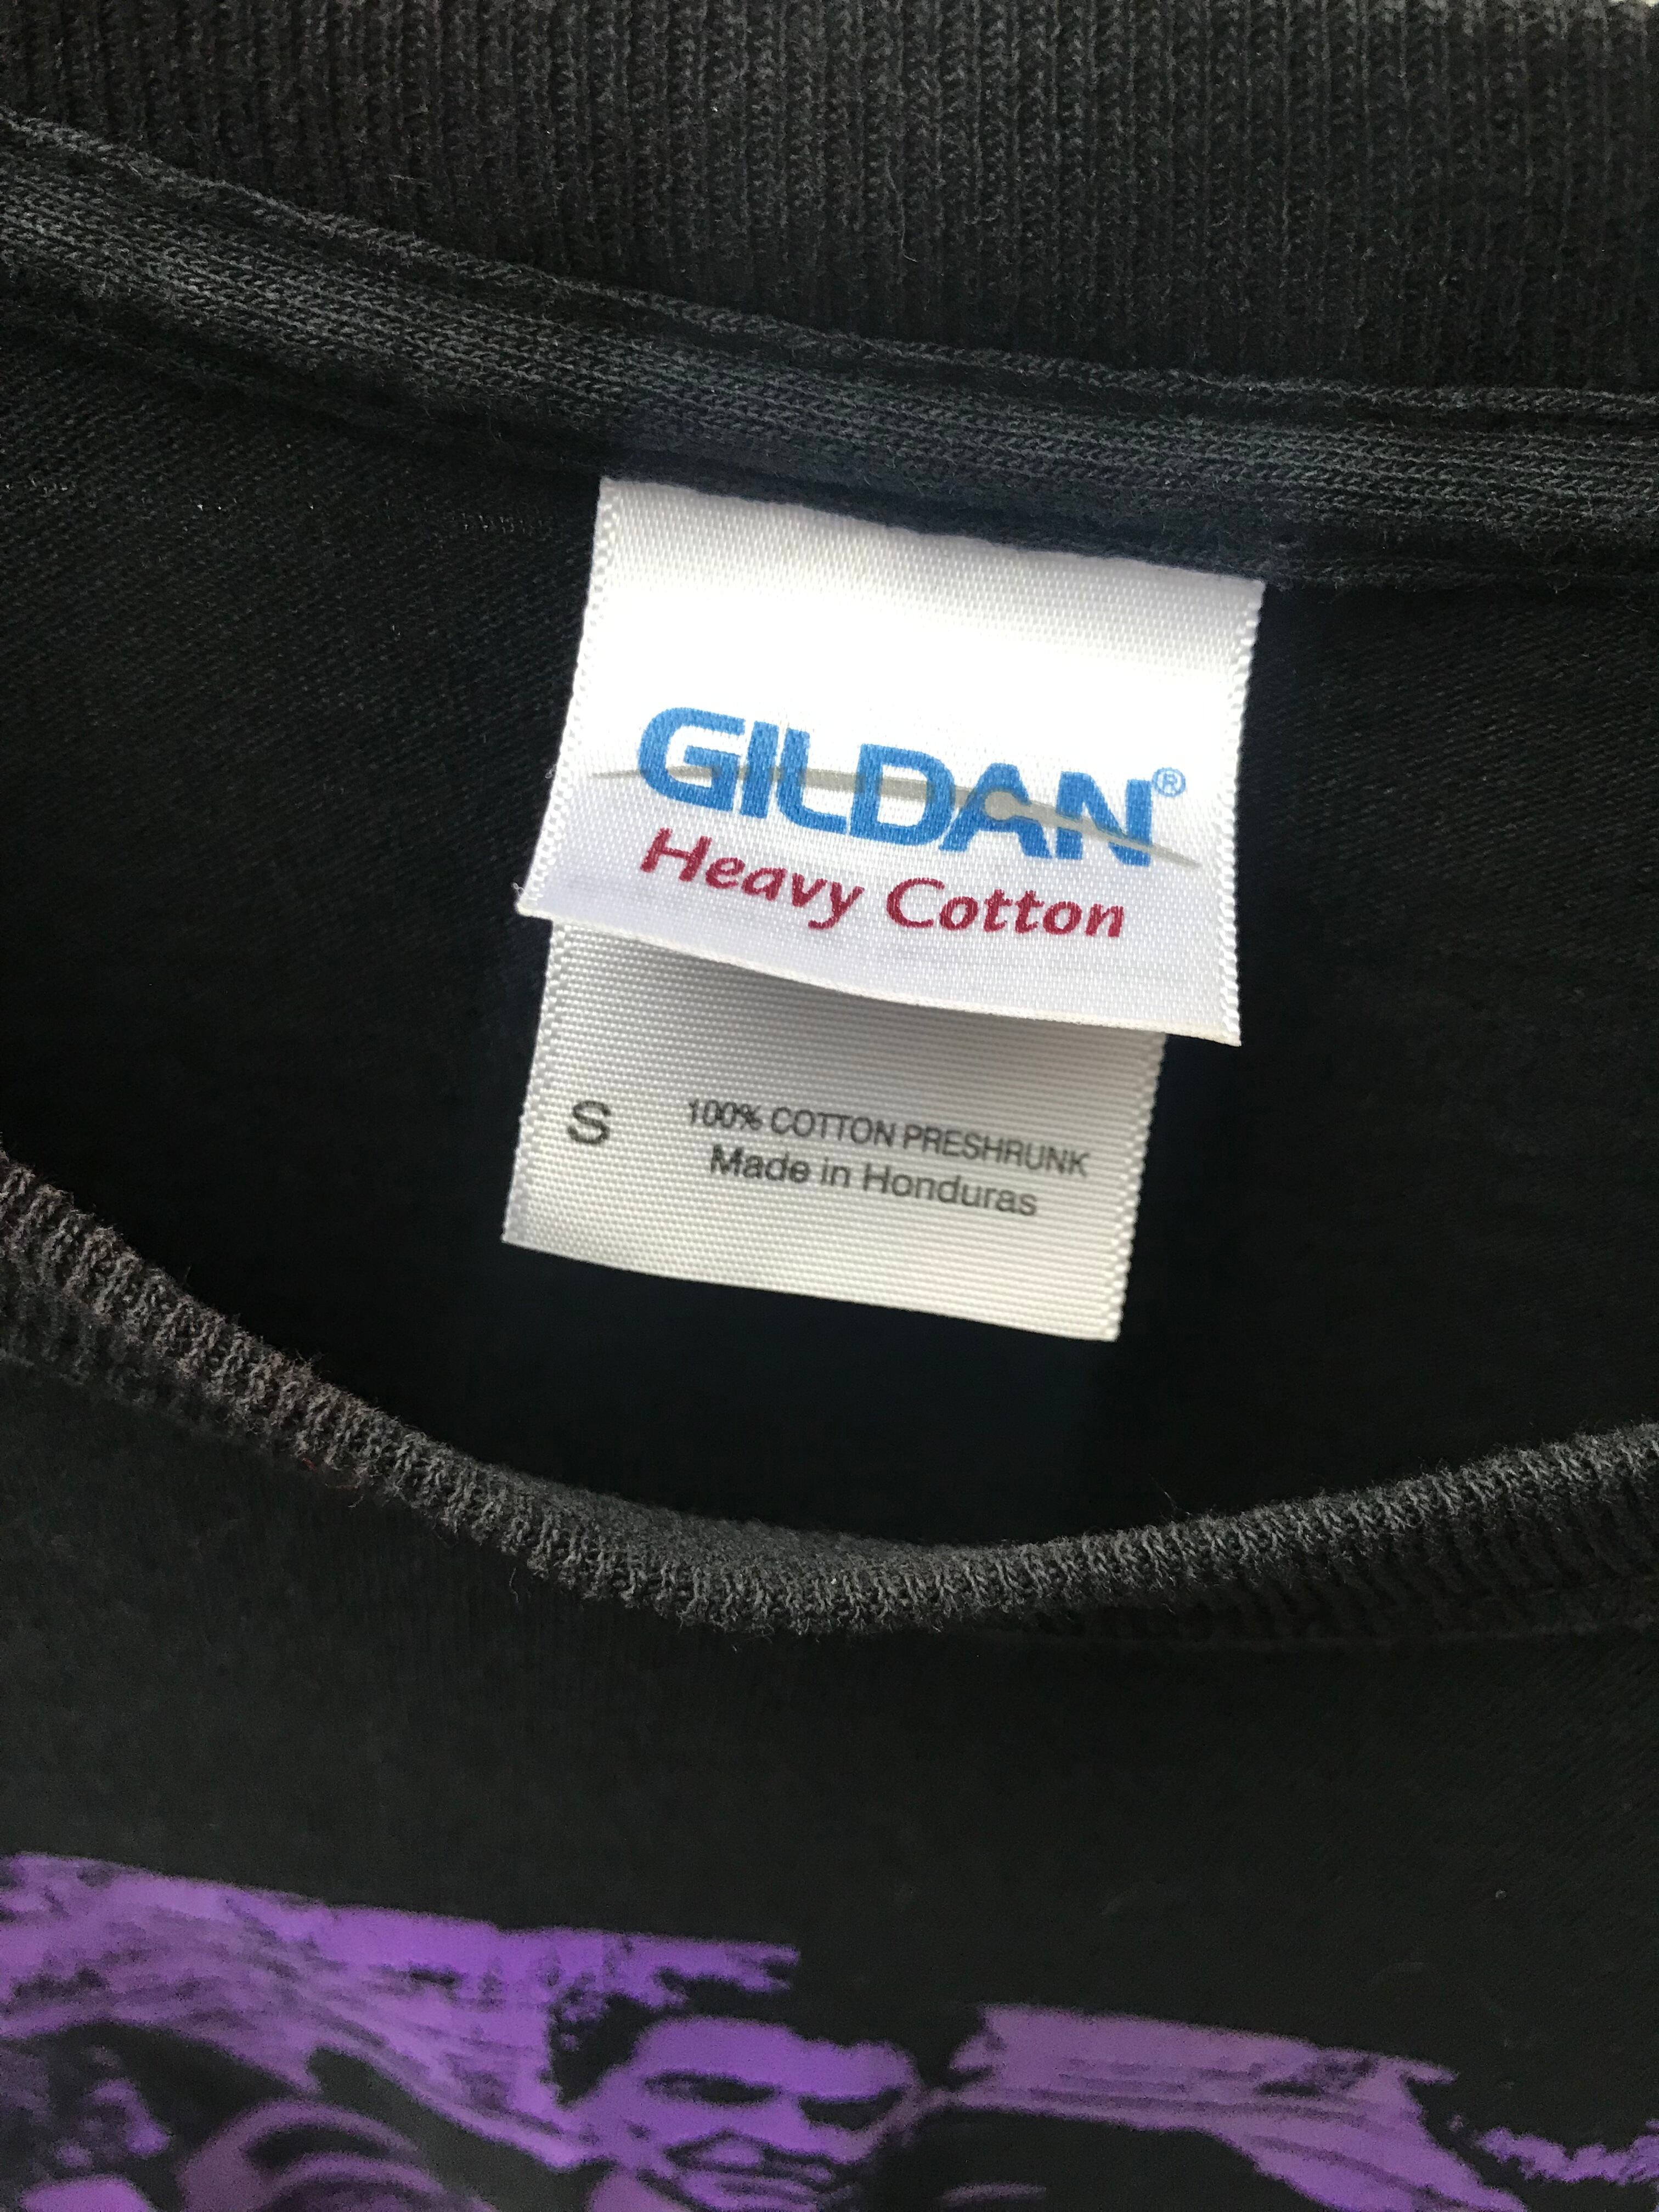 GILDAN®
Heavy Cotton
S 100% COTTON PRESHRUNK
Made in Honduras